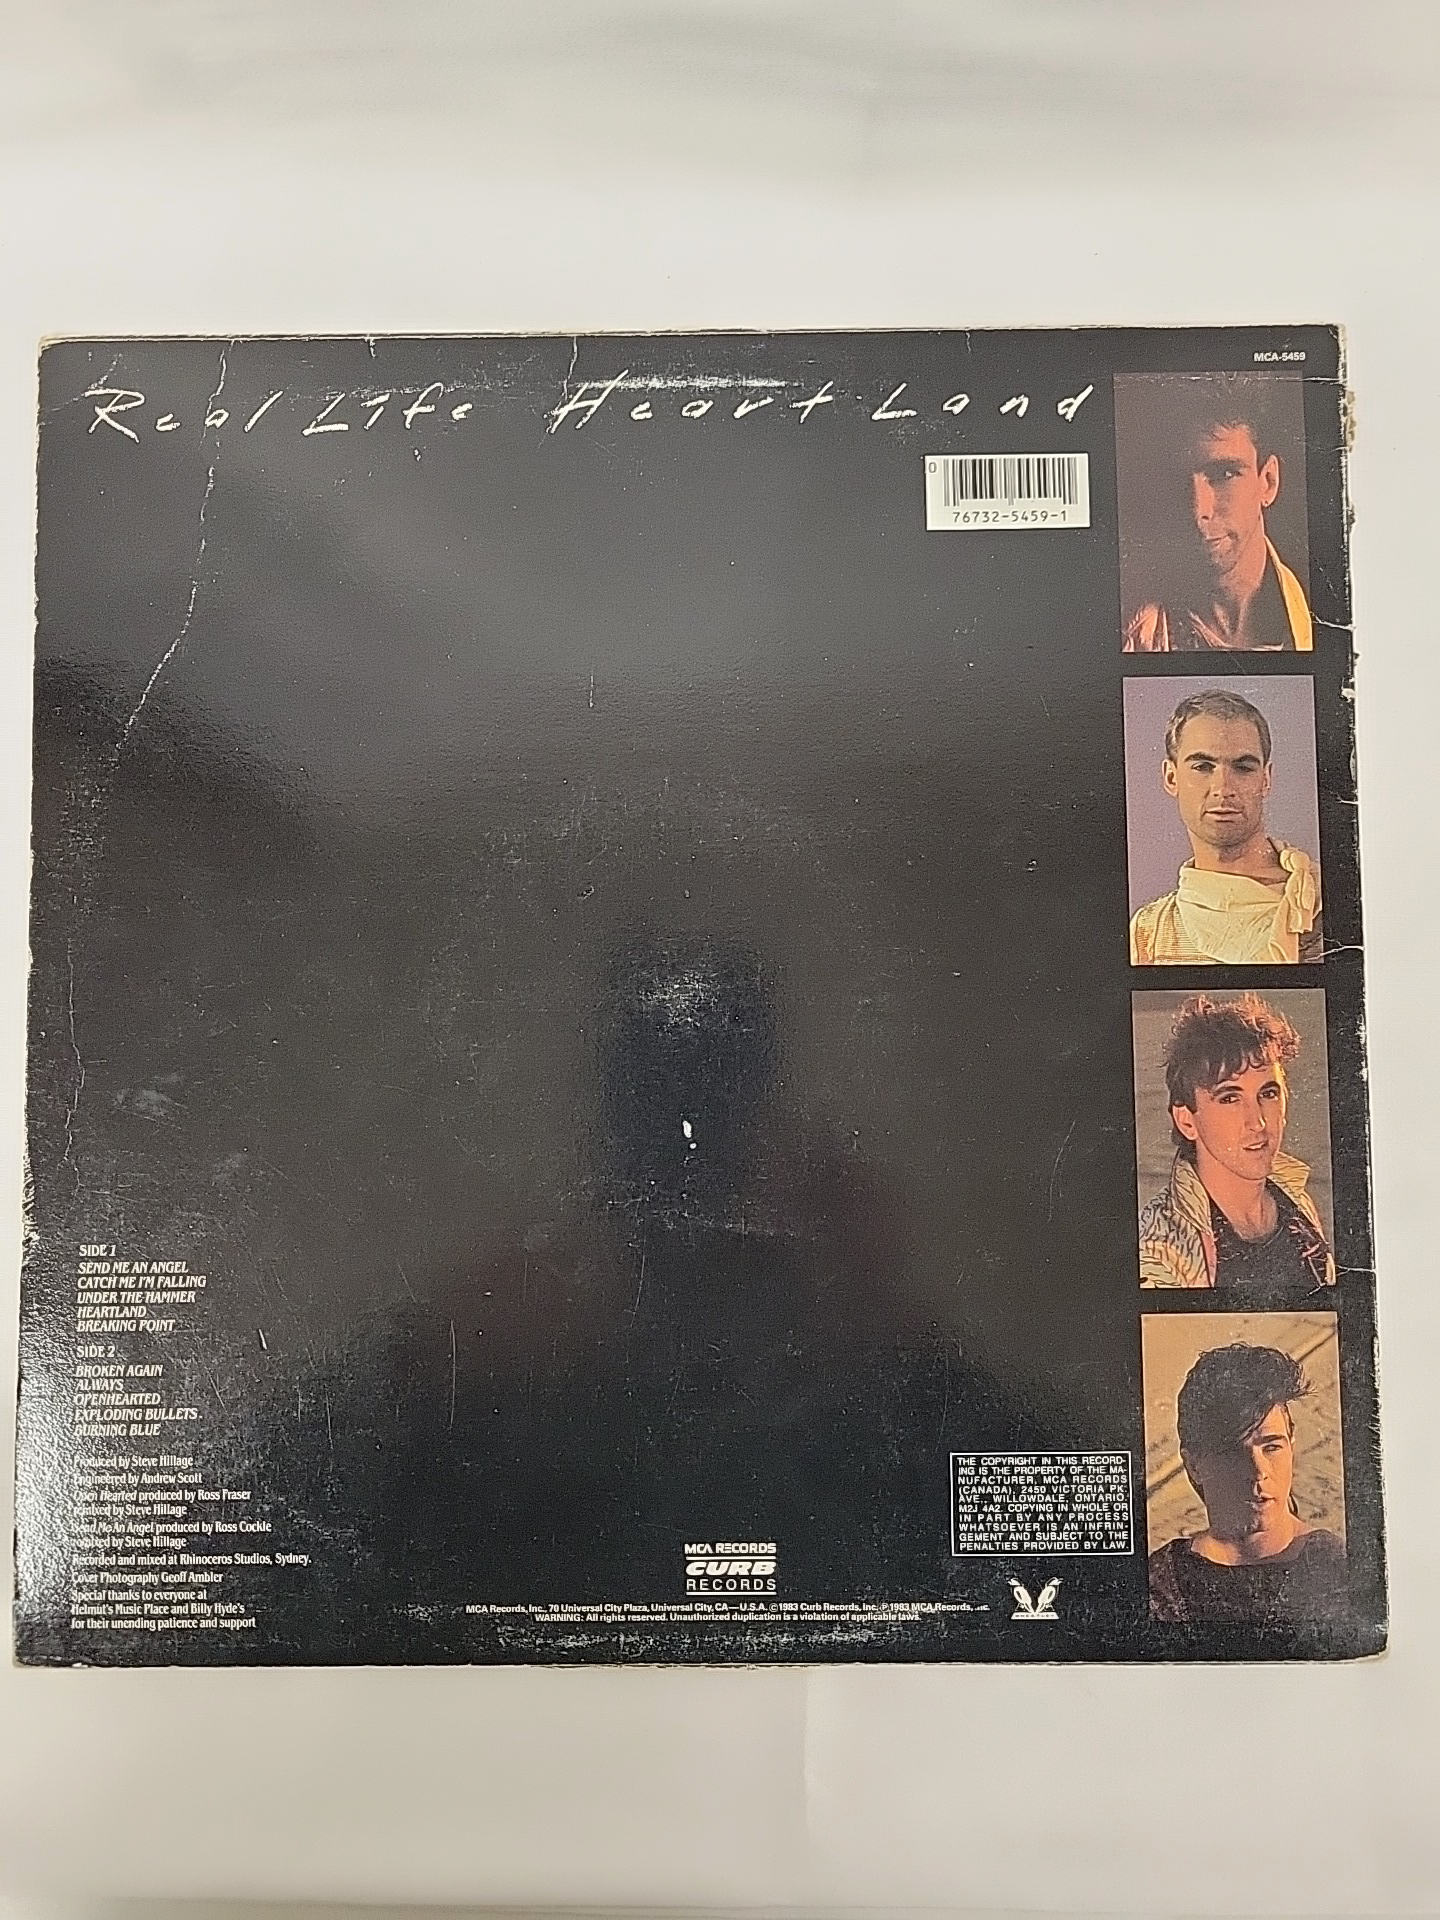 MCA-5459
Real Life Heart Land
0
76732-5459-1
SIDE 1
SEND ME AN ANGEL
CATCH ME I'M FALLING
UNDER THE HAMMER
HEARTLAND
BREAKING POINT
SIDE 2
BROKEN AGAIN
ALWAYS
OPENHEARTED
EXPLODING BULLETS
BURNING BLUE
Produced by Steve Hillage
Engineered by Andrew Scott
Open Hearted produced by Ross Fraser
remixed by Steve Hillage
Send Me An Angel produced by Ross Cockle
remixed by Steve Hillage
Recorded and mixed at Rhinoceros Studios, Sydney.
Cover Photography Geoff Ambler
Special thanks to everyone at
Helmut's Music Place and Billy Hyde's
for their unending patience and support
MCA RECORDS
CURB
RECORDS
MCA Records, Inc., 70 Universal City Plaza, Universal City, CA—U.S.A. ©1983 Curb Records, Inc. ℗1983 MCA Records, Inc.
WARNING: All rights reserved. Unauthorized duplication is a violation of applicable laws.
THE COPYRIGHT IN THIS RECORD-
ING IS THE PROPERTY OF THE MA-
NUFACTURER, MCA RECORDS
(CANADA), 2450 VICTORIA PK.
AVE., WILLOWDALE, ONTARIO.
M2J 4A2. COPYING IN WHOLE OR
IN PART BY ANY PROCESS
WHATSOEVER IS AN INFRIN-
GEMENT AND SUBJECT TO THE
PENALTIES PROVIDED BY LAW.